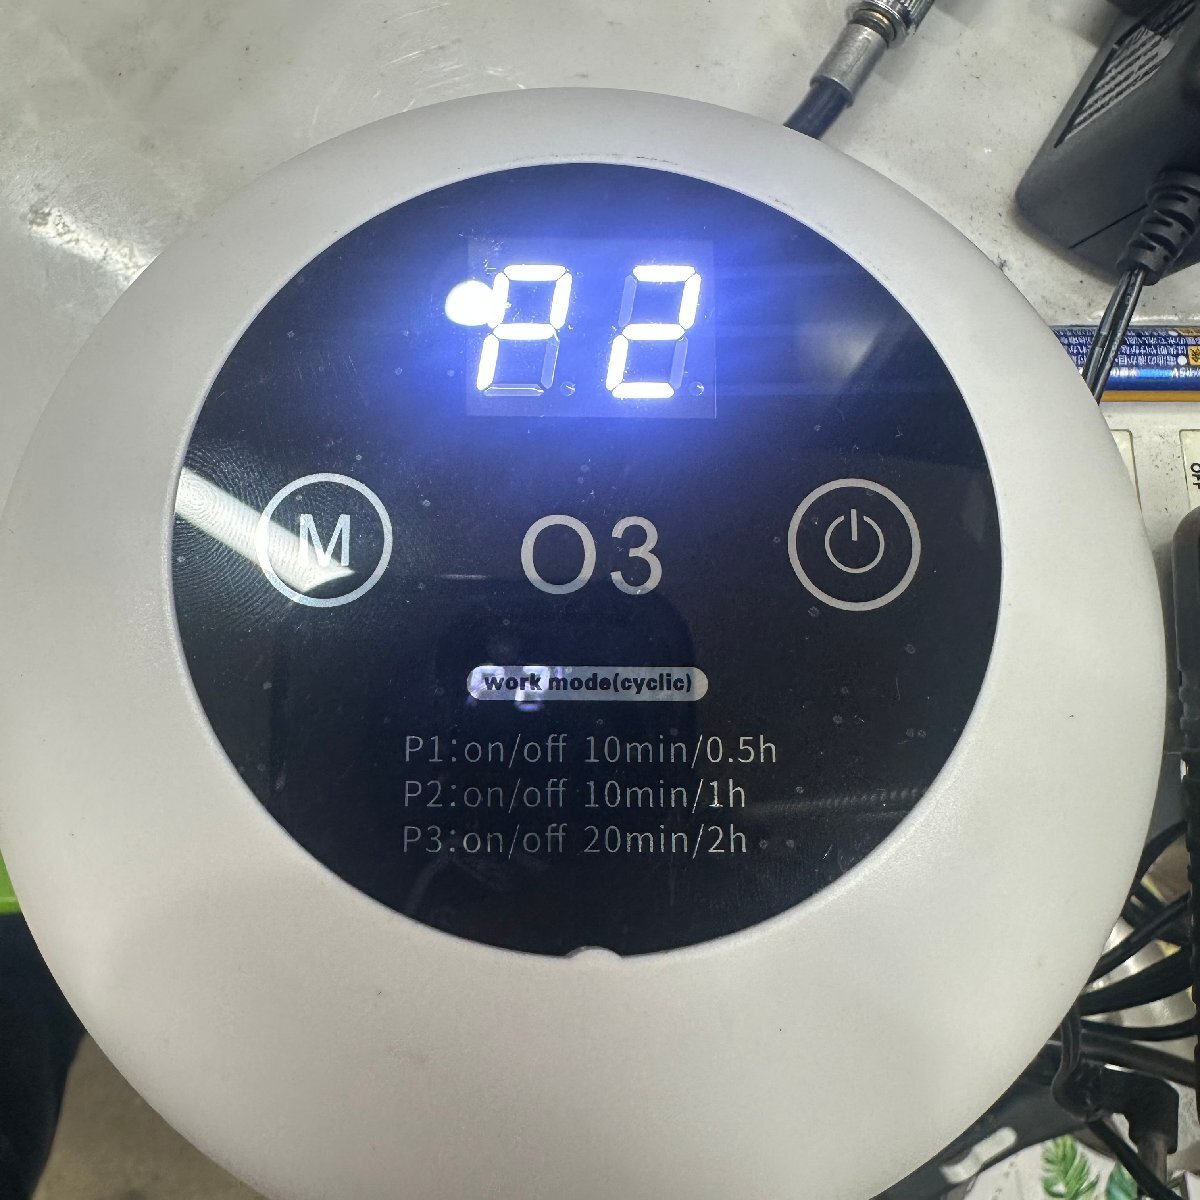 P2
M
O3
work mode(cyclic)
P1:on/off 10min/0.5h
P2:on/off 10min/1h
P3:on/off 20min/2h